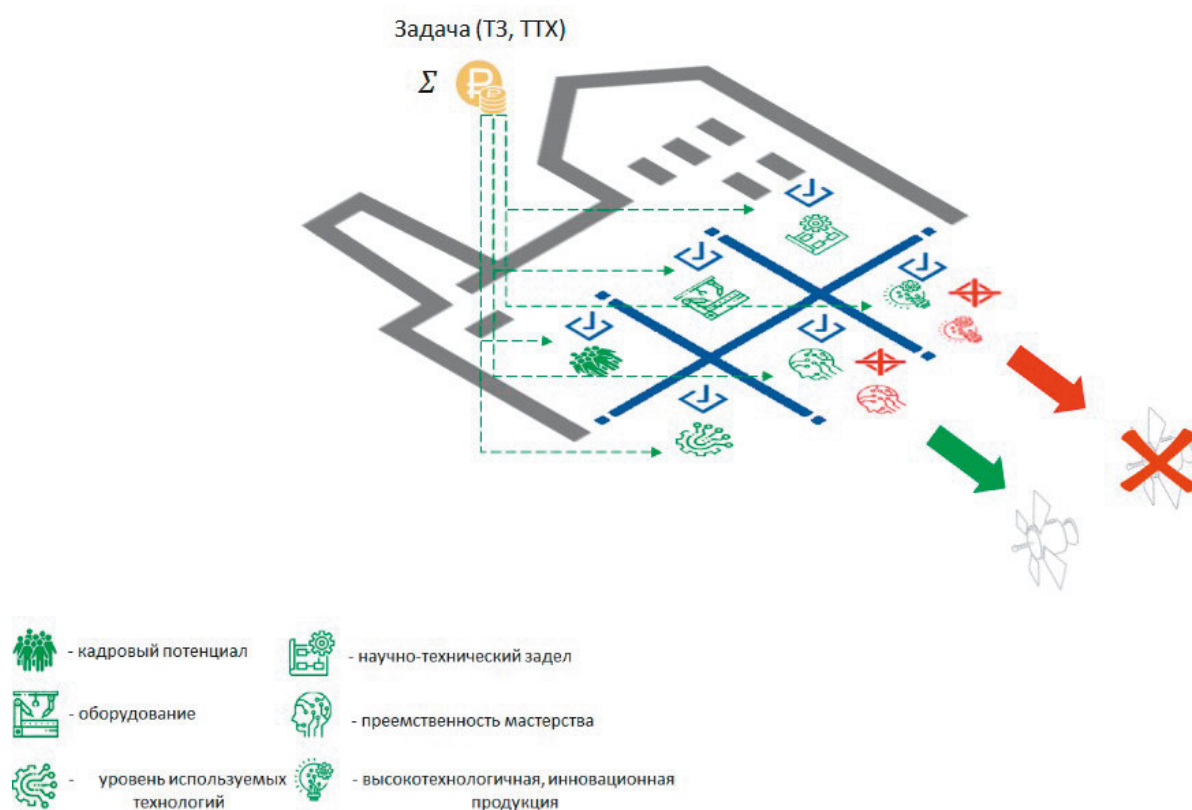 Задача (ТЗ, ТТХ)
Σ ₽
- кадровый потенциал
- научно-технический задел
- оборудование
- преемственность мастерства
- уровень используемых
технологий
- высокотехнологичная, инновационная
продукция